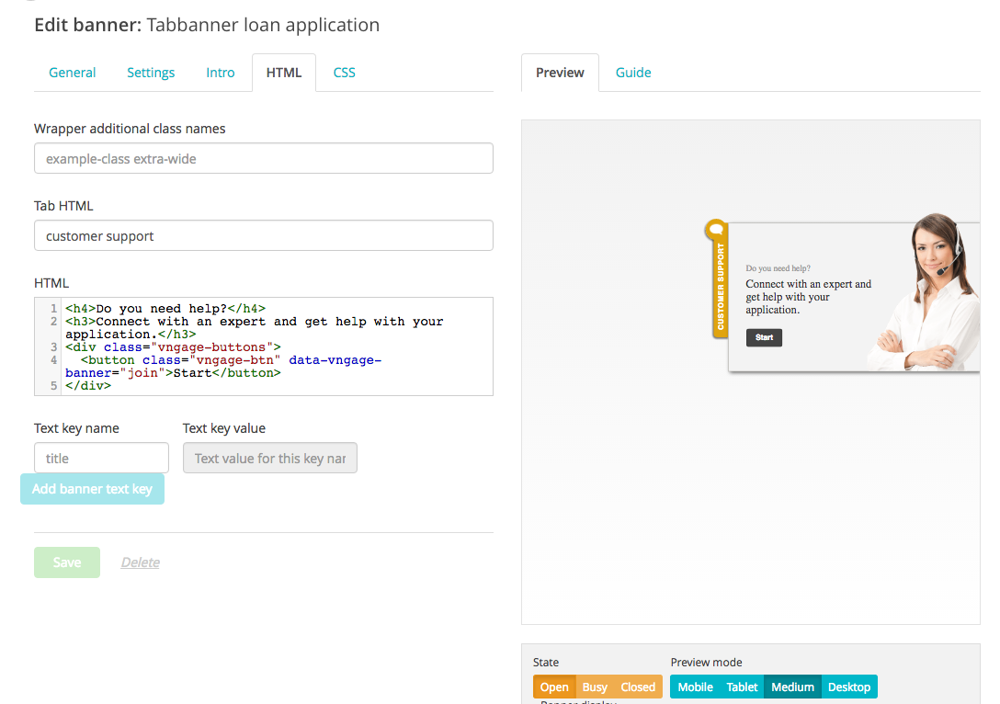 Edit banner: Tabbanner loan application
General Settings Intro HTML CSS
Preview Guide
Wrapper additional class names
example-class extra-wide
Tab HTML
customer support
HTML
1 <h4>Do you need help?</h4>
2 <h3>Connect with an expert and get help with your
application.</h3>
3 <div class="vngage-buttons">
4 <button class="vngage-btn" data-vngage-
banner="join">Start</button>
5 </div>
Text key name Text key value
title Text value for this key nar
Add banner text key
Save Delete
CUSTOMER SUPPORT
Do you need help?
Connect with an expert and
get help with your
application.
Start
State Preview mode
Open Busy Closed Mobile Tablet Medium Desktop
Banner display